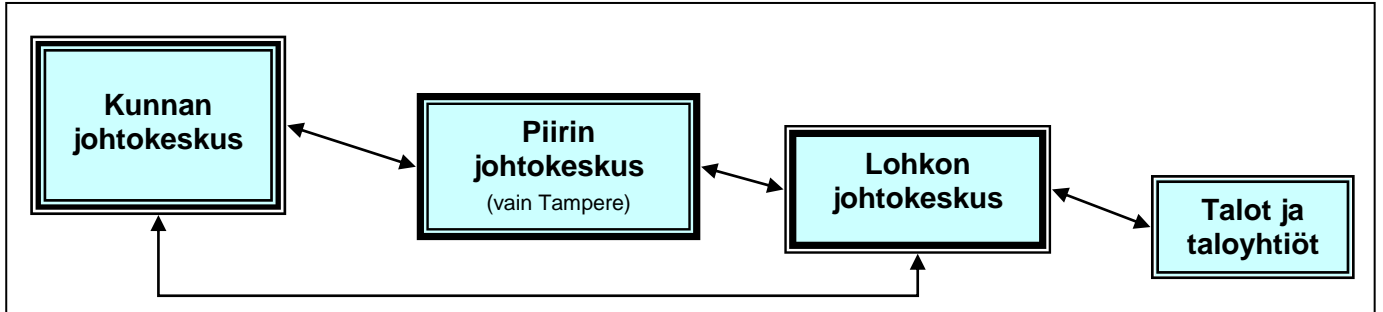 Kunnan
johtokeskus
Piirin
johtokeskus
(vain Tampere)
Lohkon
johtokeskus
Talot ja
taloyhtiöt